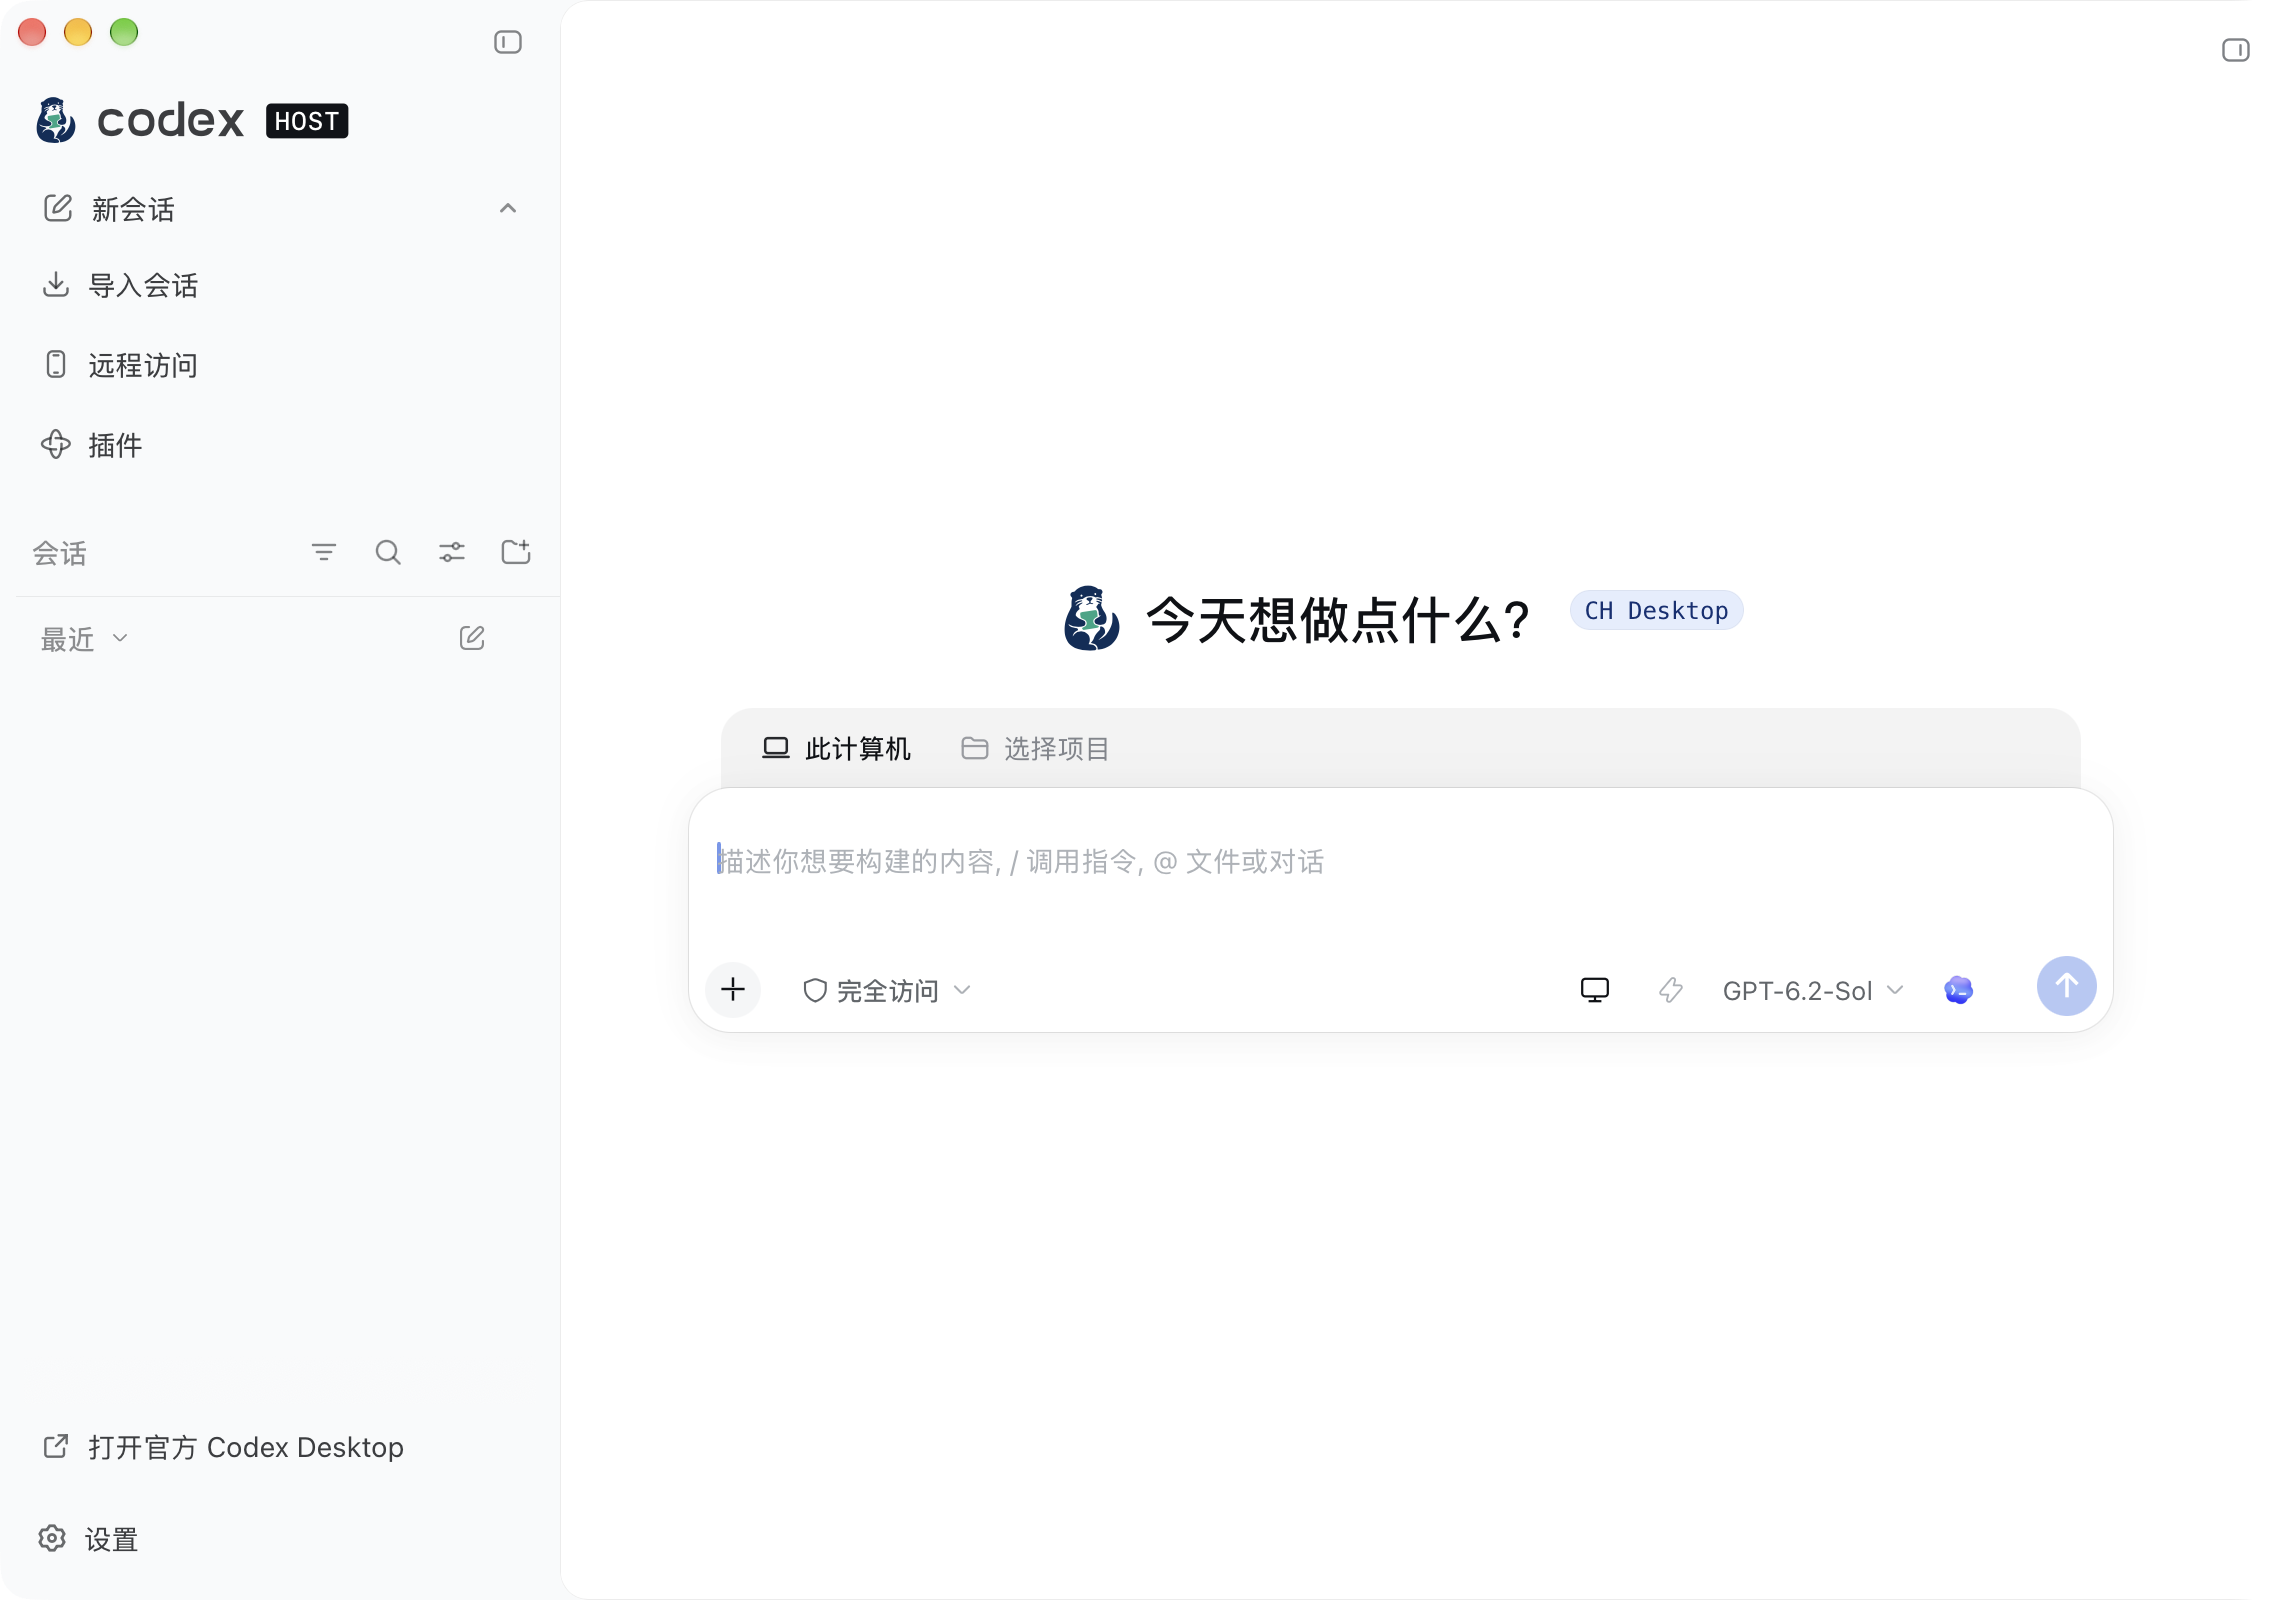 codex HOST
新会话
导入会话
远程访问
插件
会话
最近
打开官方 Codex Desktop
设置
今天想做点什么?
CH Desktop
此计算机 选择项目
描述你想要构建的内容, / 调用指令, @ 文件或对话
完全访问 GPT-6.2-Sol